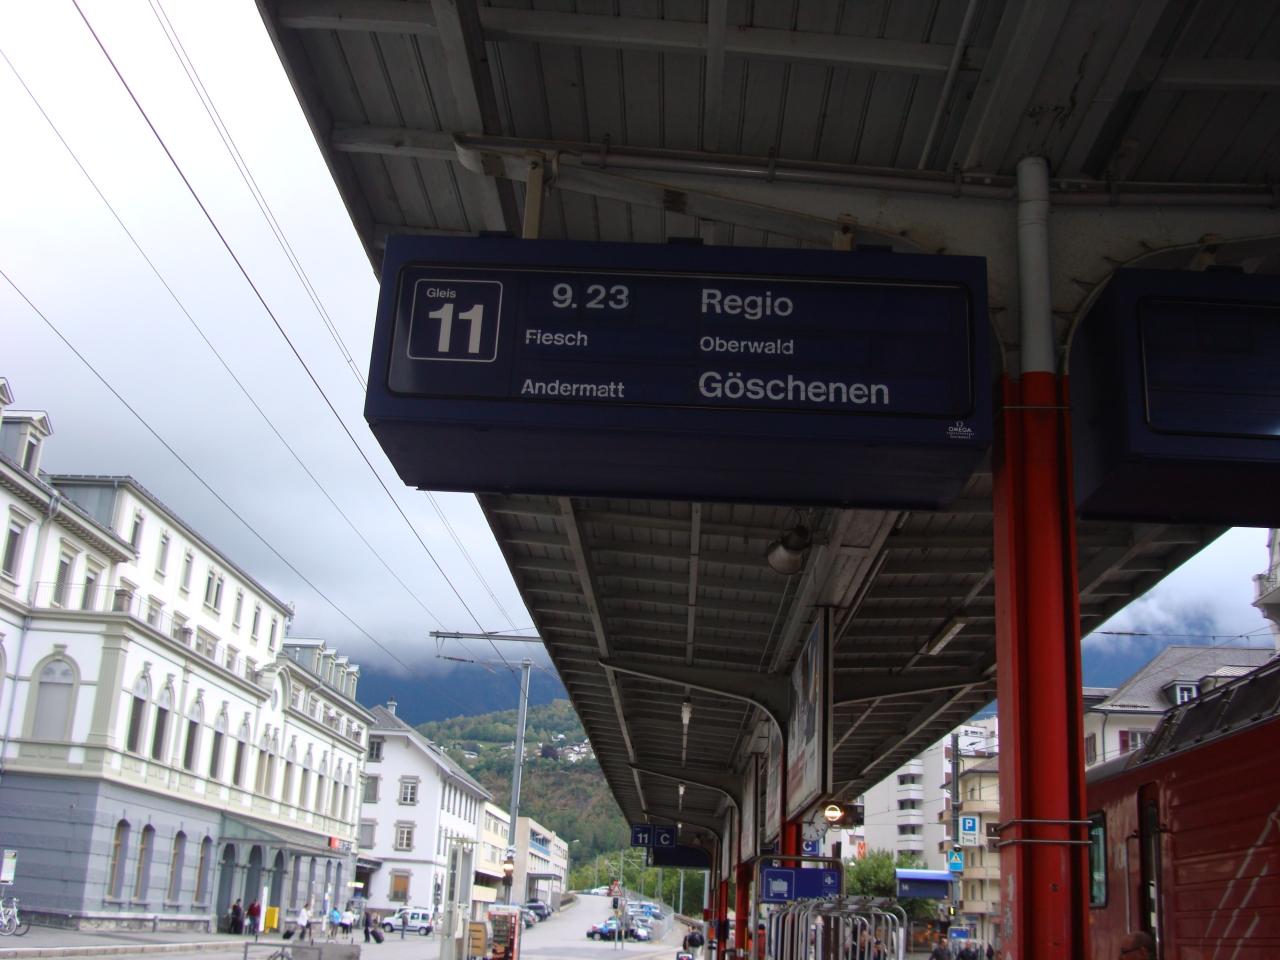 Gleis
11
9.23
Regio
Fiesch
Oberwald
Andermatt
Göschenen
OMEGA
11 C
C
P